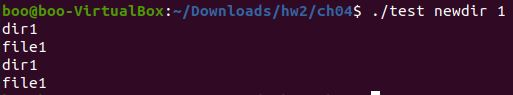 boo@boo-VirtualBox:~/Downloads/hw2/ch04$ ./test newdir 1
dir1
file1
dir1
file1